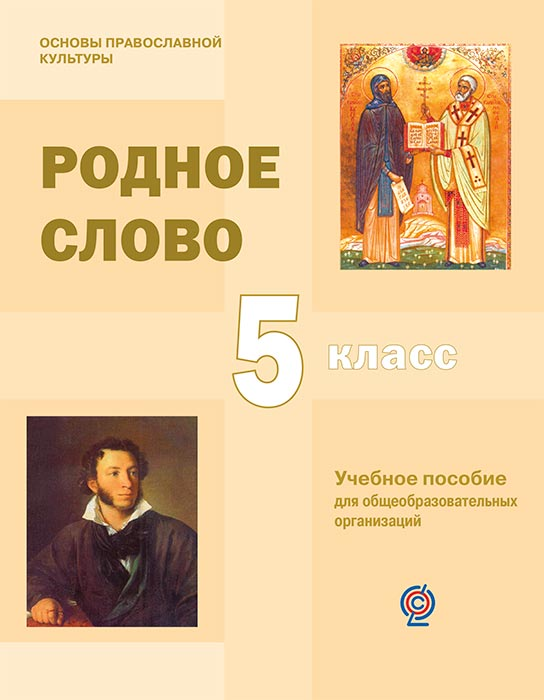 ОСНОВЫ ПРАВОСЛАВНОЙ
КУЛЬТУРЫ
РОДНОЕ
СЛОВО
5 класс
Учебное пособие
для общеобразовательных
организаций